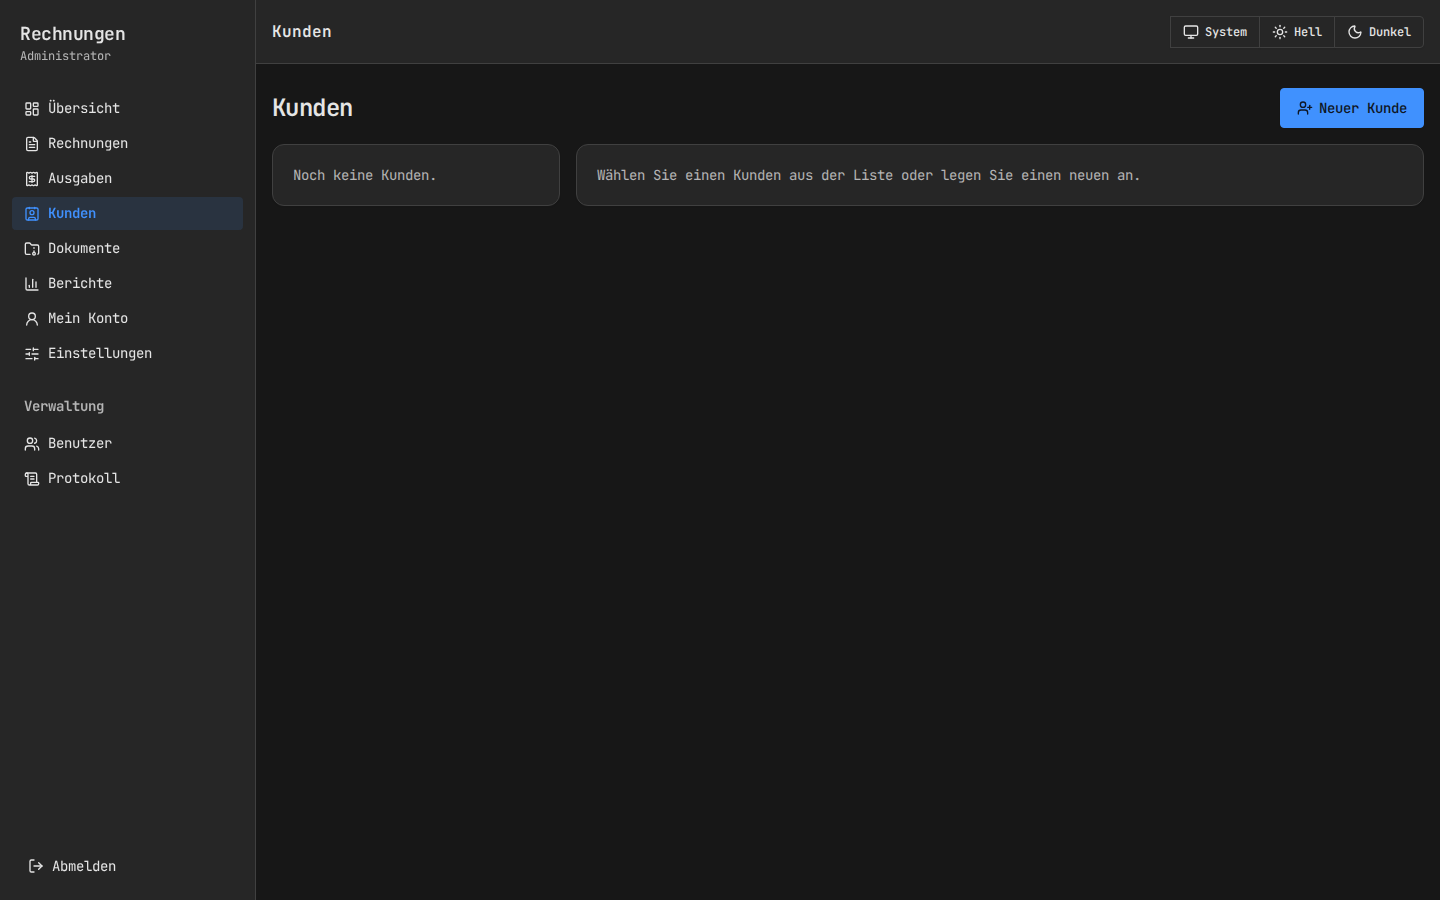 Rechnungen
Administrator
Übersicht
Rechnungen
Ausgaben
Kunden
Dokumente
Berichte
Mein Konto
Einstellungen
Verwaltung
Benutzer
Protokoll
Abmelden
Kunden
System
Hell
Dunkel
Kunden
Neuer Kunde
Noch keine Kunden.
Wählen Sie einen Kunden aus der Liste oder legen Sie einen neuen an.